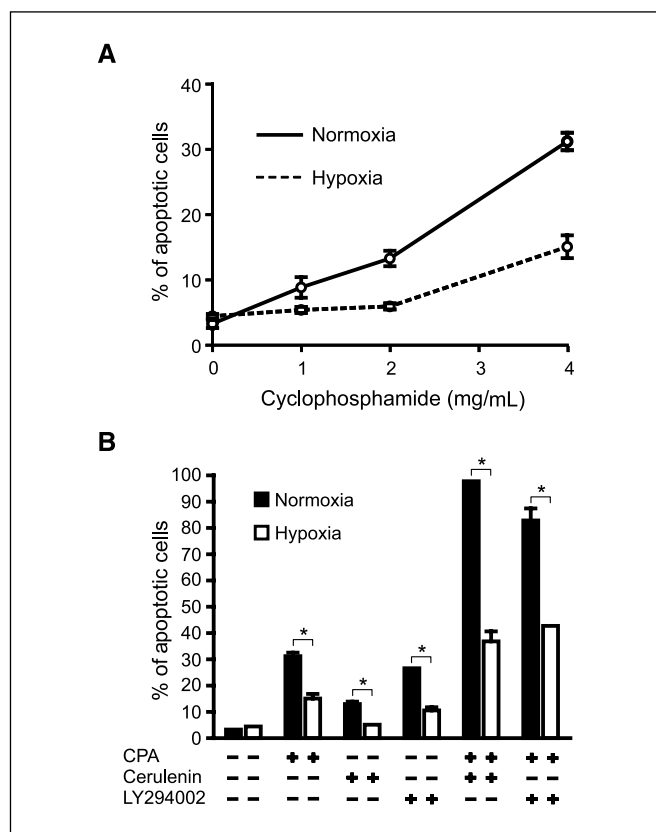 A
% of apoptotic cells
40
30
20
10
0
Normoxia
Hypoxia
0 1 2 3 4
Cyclophosphamide (mg/mL)
B
% of apoptotic cells
100
90
80
70
60
50
40
30
20
10
0
Normoxia
Hypoxia
* * * * *
CPA − − + + − − − − + + + +
Cerulenin − − − − + + − − + + − −
LY294002 − − − − − − + + − − + +